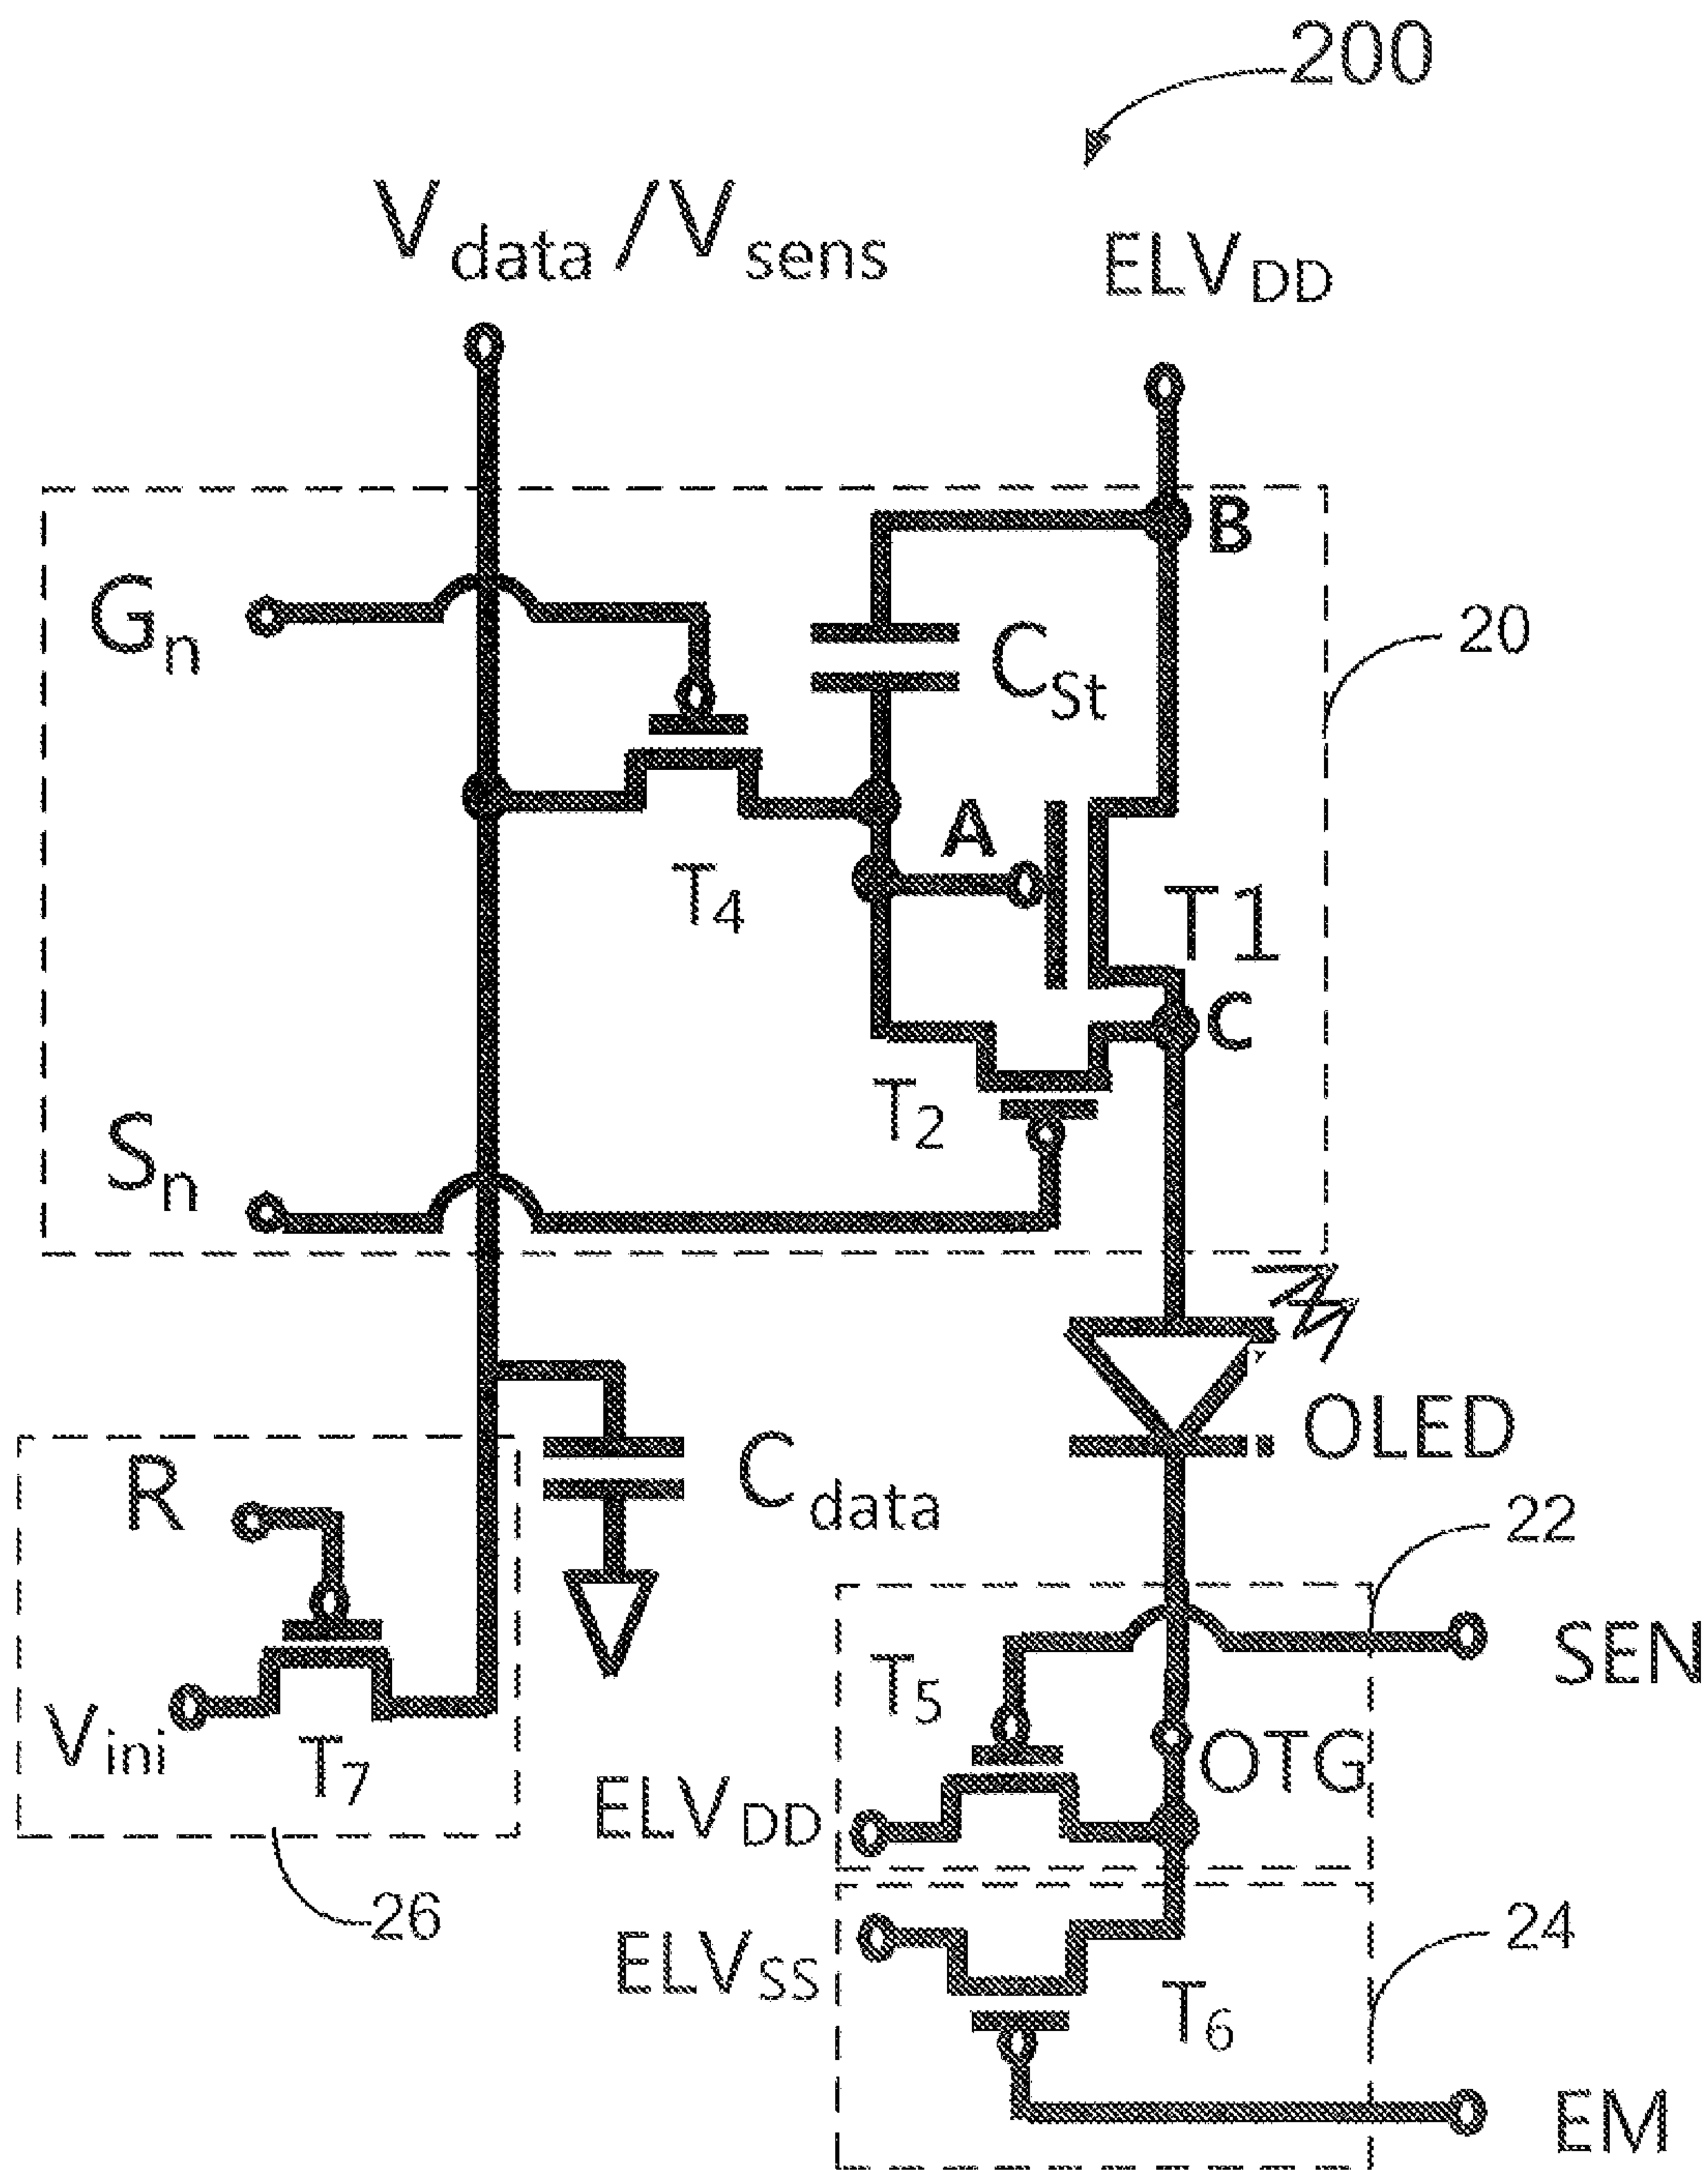 200
Vdata/Vsens
ELVDD
B
Gn
20
CSt
A
T4
T1
C
T2
Sn
OLED
R
Cdata
22
SEN
T5
Vini
T7
OTG
ELVDD
26
24
ELVSS
T6
EM